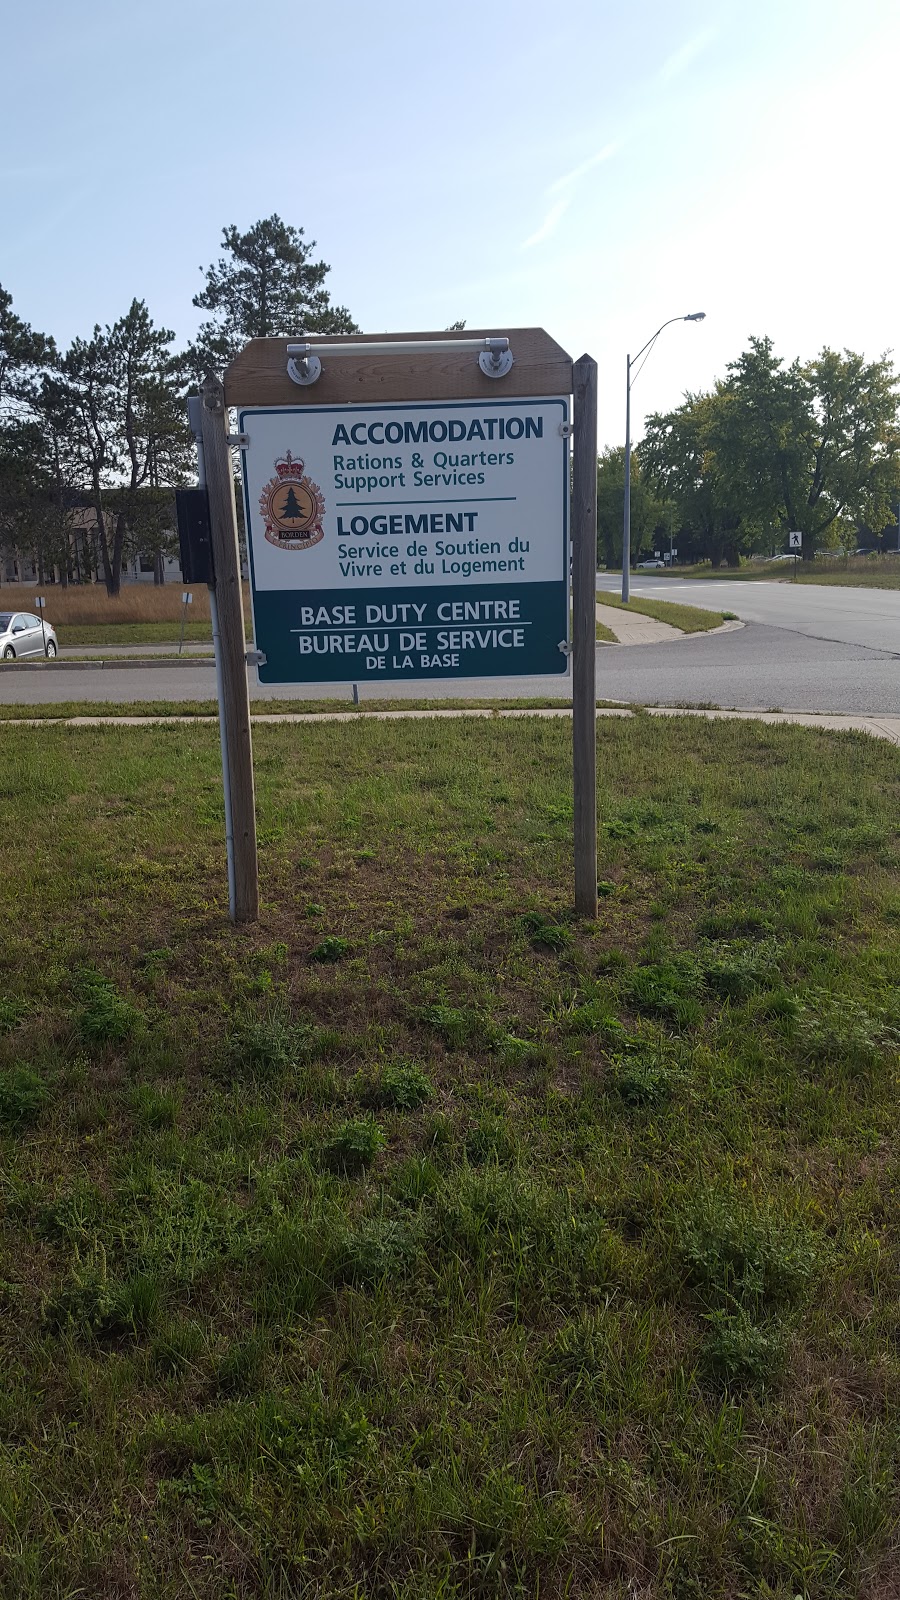 ACCOMODATION
Rations & Quarters
Support Services
BORDEN
LOGEMENT
Service de Soutien du
Vivre et du Logement
BASE DUTY CENTRE
BUREAU DE SERVICE
DE LA BASE